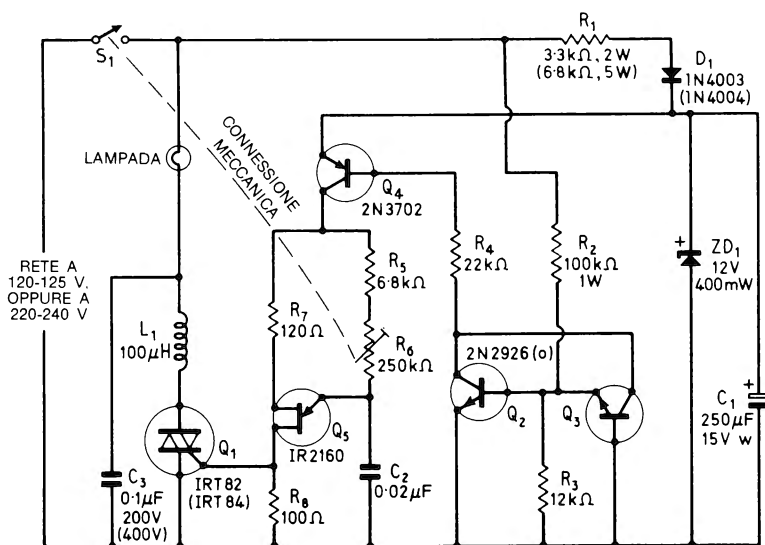 S1
R1
3.3kΩ, 2W
(6.8kΩ, 5W)
D1
1N4003
(1N4004)
CONNESSIONE
MECCANICA
LAMPADA
Q4
2N3702
RETE A
120-125 V,
OPPURE A
220-240 V
R4
22kΩ
R2
100kΩ
1W
ZD1
12V
400mW
+
R5
6.8kΩ
L1
100μH
R7
120Ω
R6
250kΩ
2N2926(o)
Q2
Q3
C1
250μF
15V w
+
Q1
IRT82
(IRT84)
Q5
IR2160
C3
0.1μF
200V
(400V)
R8
100Ω
C2
0.02μF
R3
12kΩ